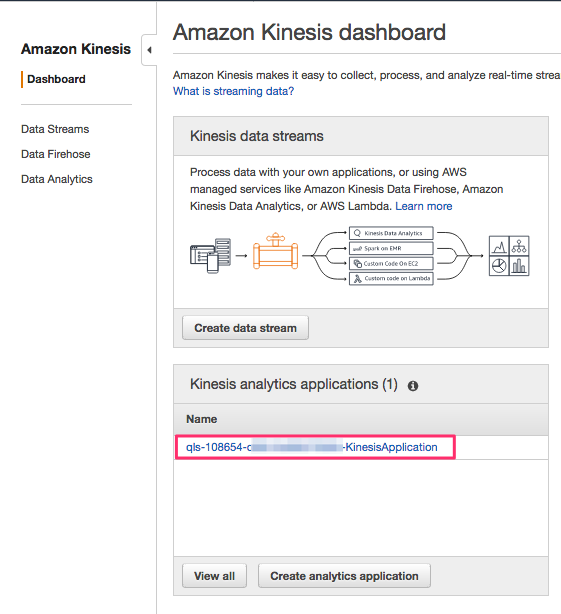 Amazon Kinesis
Dashboard
Data Streams
Data Firehose
Data Analytics
Amazon Kinesis dashboard
Amazon Kinesis makes it easy to collect, process, and analyze real-time strea
What is streaming data?
Kinesis data streams
Process data with your own applications, or using AWS
managed services like Amazon Kinesis Data Firehose, Amazon
Kinesis Data Analytics, or AWS Lambda. Learn more
Kinesis Data Analytics
Spark on EMR
Custom Code On EC2
Custom code on Lambda
Create data stream
Kinesis analytics applications (1)
Name
qls-108654- -KinesisApplication
View all
Create analytics application